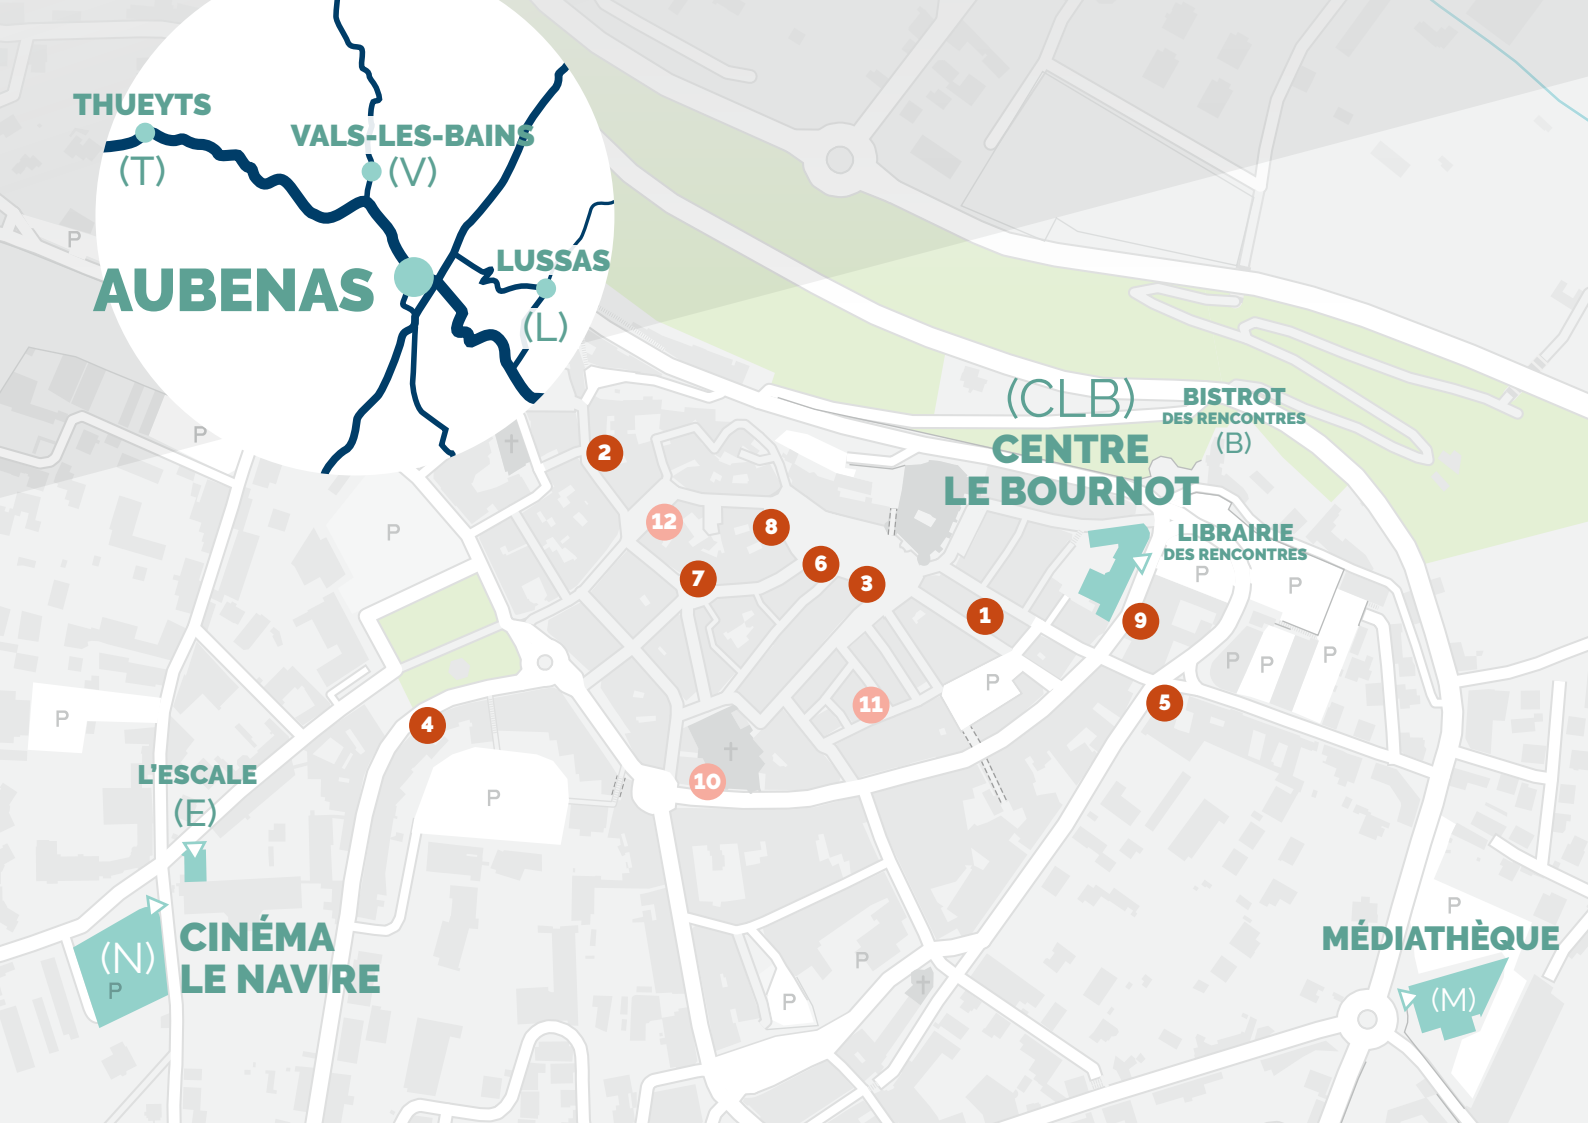 THUEYTS
(T)
VALS-LES-BAINS
(V)
AUBENAS
LUSSAS
(L)
P
P
P
P
(CLB)
CENTRE
LE BOURNOT
BISTROT
DES RENCONTRES
(B)
LIBRAIRIE
DES RENCONTRES
P
P
P
P
P
P
2
12
8
7
6
3
1
9
5
11
4
10
P
L'ESCALE
(E)
CINÉMA
LE NAVIRE
(N)
P
P
P
P
MÉDIATHÈQUE
(M)